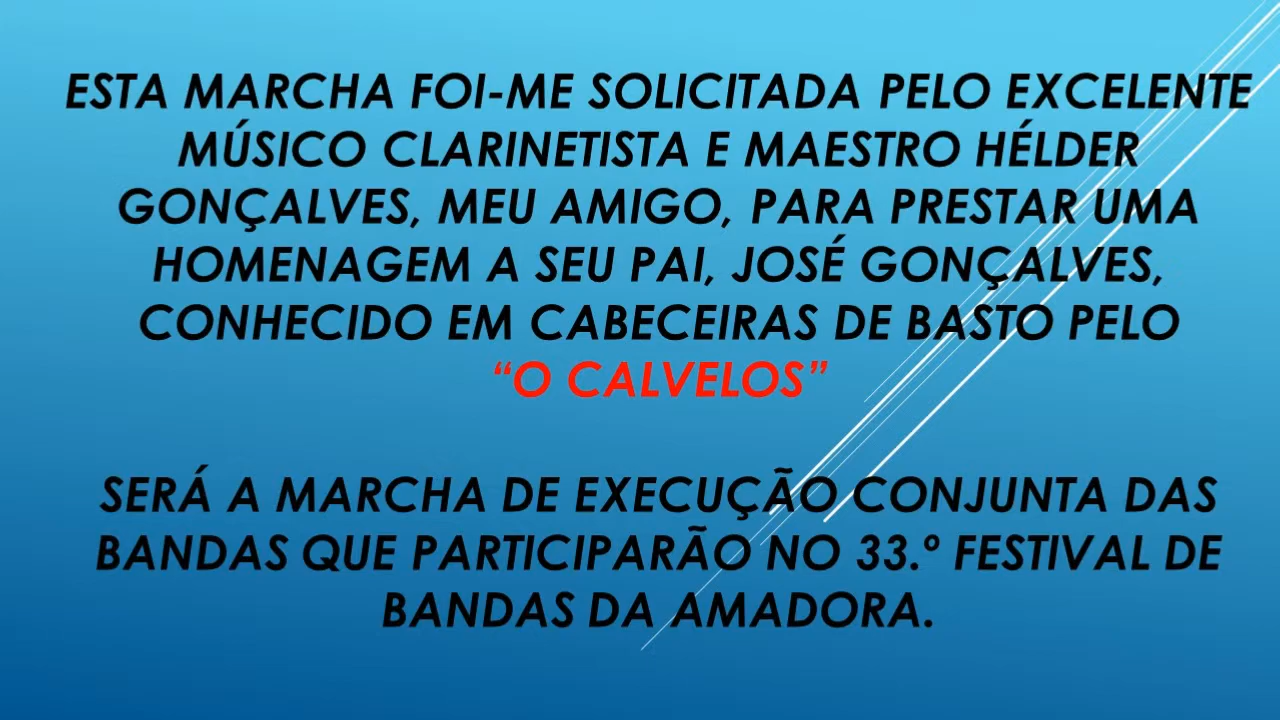 ESTA MARCHA FOI-ME SOLICITADA PELO EXCELENTE
MÚSICO CLARINETISTA E MAESTRO HÉLDER
GONÇALVES, MEU AMIGO, PARA PRESTAR UMA
HOMENAGEM A SEU PAI, JOSÉ GONÇALVES,
CONHECIDO EM CABECEIRAS DE BASTO PELO
“O CALVELOS”
SERÁ A MARCHA DE EXECUÇÃO CONJUNTA DAS
BANDAS QUE PARTICIPARÃO NO 33.º FESTIVAL DE
BANDAS DA AMADORA.